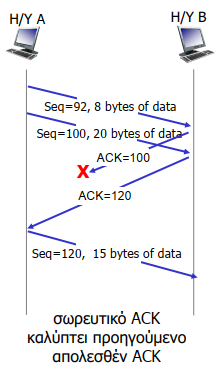 Η/Υ Α
Η/Υ Β
Seq=92, 8 bytes of data
Seq=100, 20 bytes of data
ACK=100
X
ACK=120
Seq=120, 15 bytes of data
σωρευτικό ACK
καλύπτει προηγούμενο
απολεσθέν ACK